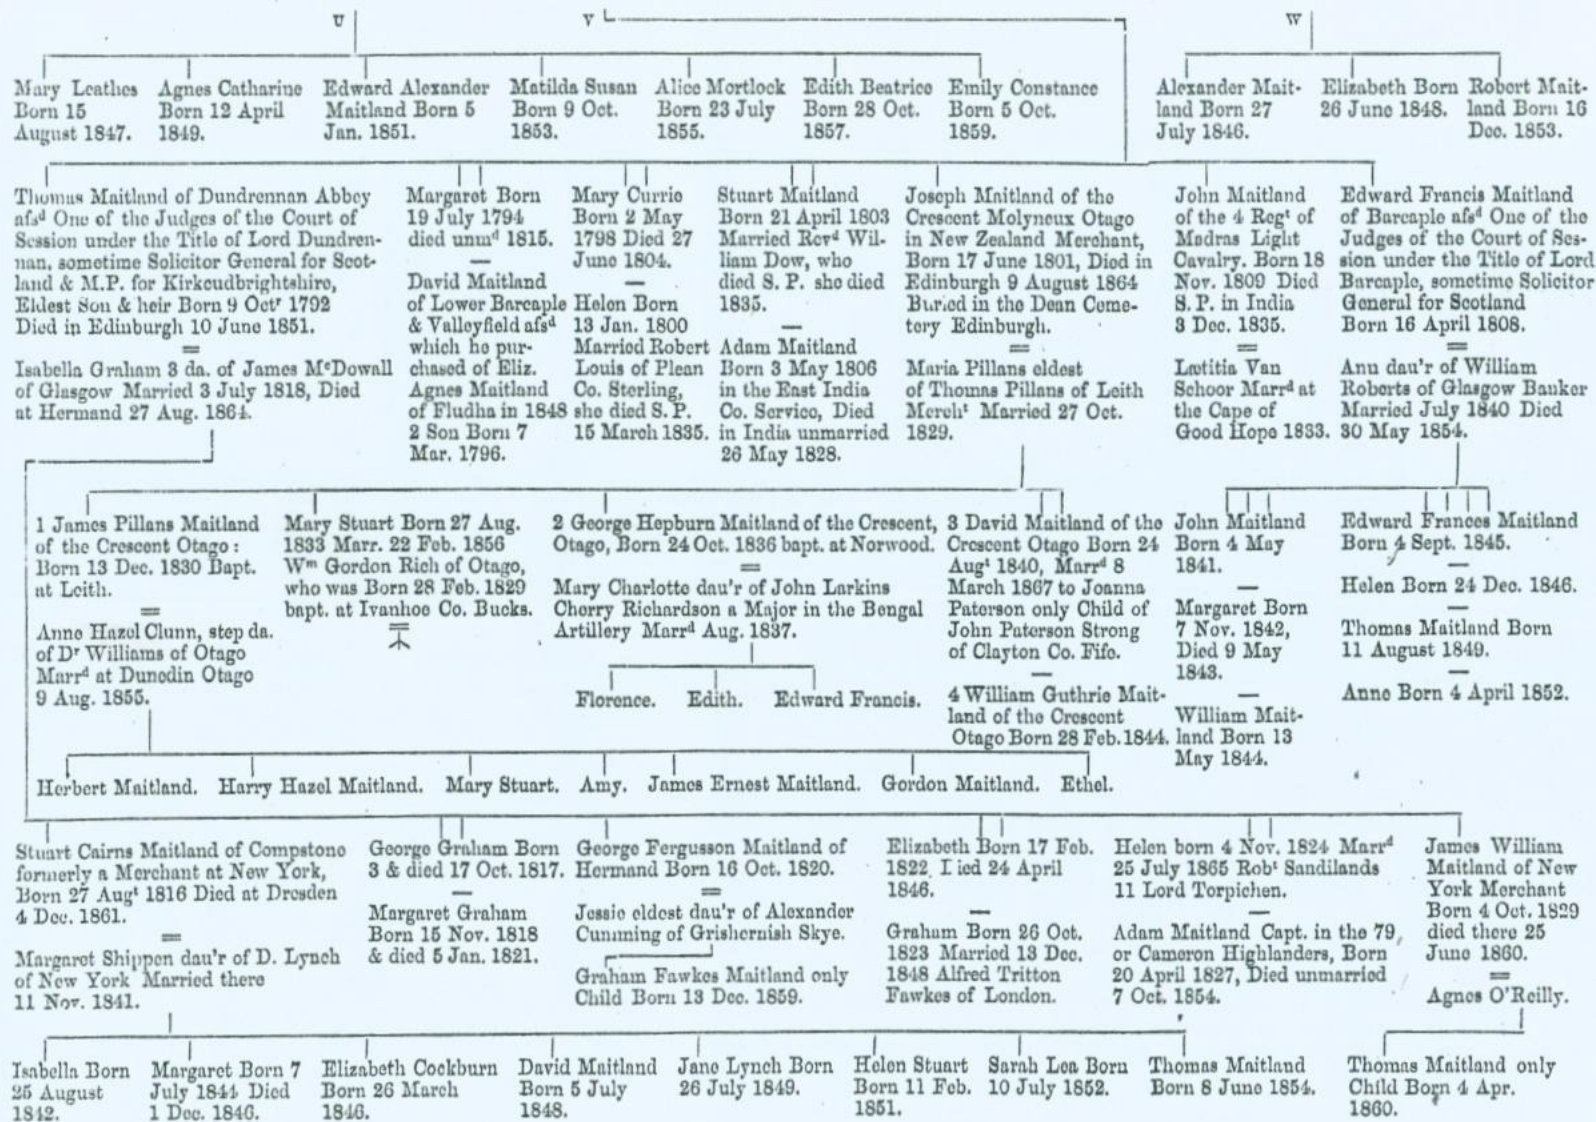 U V W
Mary Leathes
Born 15
August 1847.
Agnes Catharine
Born 12 April
1849.
Edward Alexander
Maitland Born 5
Jan. 1851.
Matilda Susan
Born 9 Oct.
1853.
Alice Mortlock
Born 23 July
1855.
Edith Beatrice
Born 28 Oct.
1857.
Emily Constance
Born 5 Oct.
1859.
Alexander Mait-
land Born 27
July 1846.
Elizabeth Born
26 June 1848.
Robert Mait-
land Born 16
Dec. 1853.
Thomas Maitland of Dundrennan Abbey
afsd One of the Judges of the Court of
Session under the Title of Lord Dundren-
nan, sometime Solicitor General for Scot-
land & M.P. for Kirkcudbrightshire,
Eldest Son & heir Born 9 Octr 1792
Died in Edinburgh 10 June 1851.
=
Isabella Graham 3 da. of James McDowall
of Glasgow Married 3 July 1818, Died
at Hermand 27 Aug. 1864.
Margaret Born
19 July 1794
died unmd 1815.
—
David Maitland
of Lower Barcaple
& Valleyfield afsd
which he pur-
chased of Eliz.
Agnes Maitland
of Fludha in 1848
2 Son Born 7
Mar. 1796.
Mary Currie
Born 2 May
1798 Died 27
June 1804.
—
Helen Born
13 Jan. 1800
Married Robert
Louis of Plean
Co. Sterling,
she died S. P.
15 March 1835.
Stuart Maitland
Born 21 April 1803
Married Revd Wil-
liam Dow, who
died S. P. she died
1835.
—
Adam Maitland
Born 3 May 1806
in the East India
Co. Service, Died
in India unmarried
26 May 1828.
Joseph Maitland of the
Crescent Molyneux Otago
in New Zealand Merchant,
Born 17 June 1801, Died in
Edinburgh 9 August 1864
Buried in the Dean Ceme-
tery Edinburgh.
=
Maria Pillans eldest
of Thomas Pillans of Leith
Mercht Married 27 Oct.
1829.
John Maitland
of the 4 Regt of
Madras Light
Cavalry. Born 18
Nov. 1809 Died
S. P. in India
3 Dec. 1835.
=
Lætitia Van
Schoor Marrd at
the Cape of
Good Hope 1833.
Edward Francis Maitland
of Barcaple afsd One of the
Judges of the Court of Ses-
sion under the Title of Lord
Barcaple, sometime Solicitor
General for Scotland
Born 16 April 1808.
=
Ann dau'r of William
Roberts of Glasgow Banker
Married July 1840 Died
30 May 1854.
1 James Pillans Maitland
of the Crescent Otago :
Born 13 Dec. 1830 Bapt.
at Leith.
=
Anne Hazel Clunn, step da.
of Dr Williams of Otago
Marrd at Dunedin Otago
9 Aug. 1855.
Mary Stuart Born 27 Aug.
1833 Marr. 22 Feb. 1856
Wm Gordon Rich of Otago,
who was Born 28 Feb. 1829
bapt. at Ivanhoe Co. Bucks.
2 George Hepburn Maitland of the Crescent,
Otago, Born 24 Oct. 1836 bapt. at Norwood.
=
Mary Charlotte dau'r of John Larkins
Cherry Richardson a Major in the Bengal
Artillery Marrd Aug. 1837.
Florence. Edith. Edward Francis.
3 David Maitland of the
Crescent Otago Born 24
Augt 1840, Marrd 8
March 1867 to Joanna
Paterson only Child of
John Paterson Strong
of Clayton Co. Fife.
—
4 William Guthrie Mait-
land of the Crescent
Otago Born 28 Feb. 1844.
John Maitland
Born 4 May
1841.
—
Margaret Born
7 Nov. 1842,
Died 9 May
1843.
—
William Mait-
land Born 13
May 1844.
Edward Frances Maitland
Born 4 Sept. 1845.
—
Helen Born 24 Dec. 1846.
—
Thomas Maitland Born
11 August 1849.
—
Anne Born 4 April 1852.
Herbert Maitland. Harry Hazel Maitland. Mary Stuart. Amy. James Ernest Maitland. Gordon Maitland. Ethel.
Stuart Cairns Maitland of Compstone
formerly a Merchant at New York,
Born 27 Augt 1816 Died at Dresden
4 Dec. 1861.
=
Margaret Shippen dau'r of D. Lynch
of New York Married there
11 Nov. 1841.
George Graham Born
3 & died 17 Oct. 1817.
—
Margaret Graham
Born 15 Nov. 1818
& died 5 Jan. 1821.
George Fergusson Maitland of
Hermand Born 16 Oct. 1820.
=
Jessie eldest dau'r of Alexander
Cumming of Grishernish Skye.
Graham Fawkes Maitland only
Child Born 13 Dec. 1859.
Elizabeth Born 17 Feb.
1822. Died 24 April
1846.
—
Graham Born 26 Oct.
1823 Married 13 Dec.
1848 Alfred Tritton
Fawkes of London.
Helen born 4 Nov. 1824 Marrd
25 July 1865 Robt Sandilands
11 Lord Torpichen.
—
Adam Maitland Capt. in the 79,
or Cameron Highlanders, Born
20 April 1827, Died unmarried
7 Oct. 1854.
James William
Maitland of New
York Merchant
Born 4 Oct. 1829
died there 25
June 1860.
=
Agnes O'Reilly.
Isabella Born
25 August
1842.
Margaret Born 7
July 1844 Died
1 Dec. 1846.
Elizabeth Cockburn
Born 26 March
1846.
David Maitland
Born 5 July
1848.
Jane Lynch Born
26 July 1849.
Helen Stuart
Born 11 Feb.
1851.
Sarah Lea Born
10 July 1852.
Thomas Maitland
Born 8 June 1854.
Thomas Maitland only
Child Born 4 Apr.
1860.